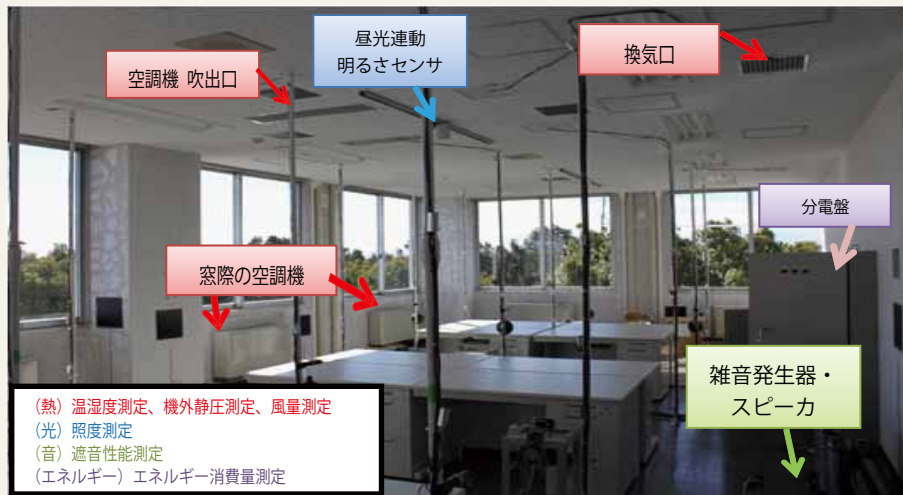 昼光連動
明るさセンサ
換気口
空調機 吹出口
分電盤
窓際の空調機
雑音発生器・
スピーカ
（熱）温湿度測定、機外静圧測定、風量測定
（光）照度測定
（音）遮音性能測定
（エネルギー）エネルギー消費量測定